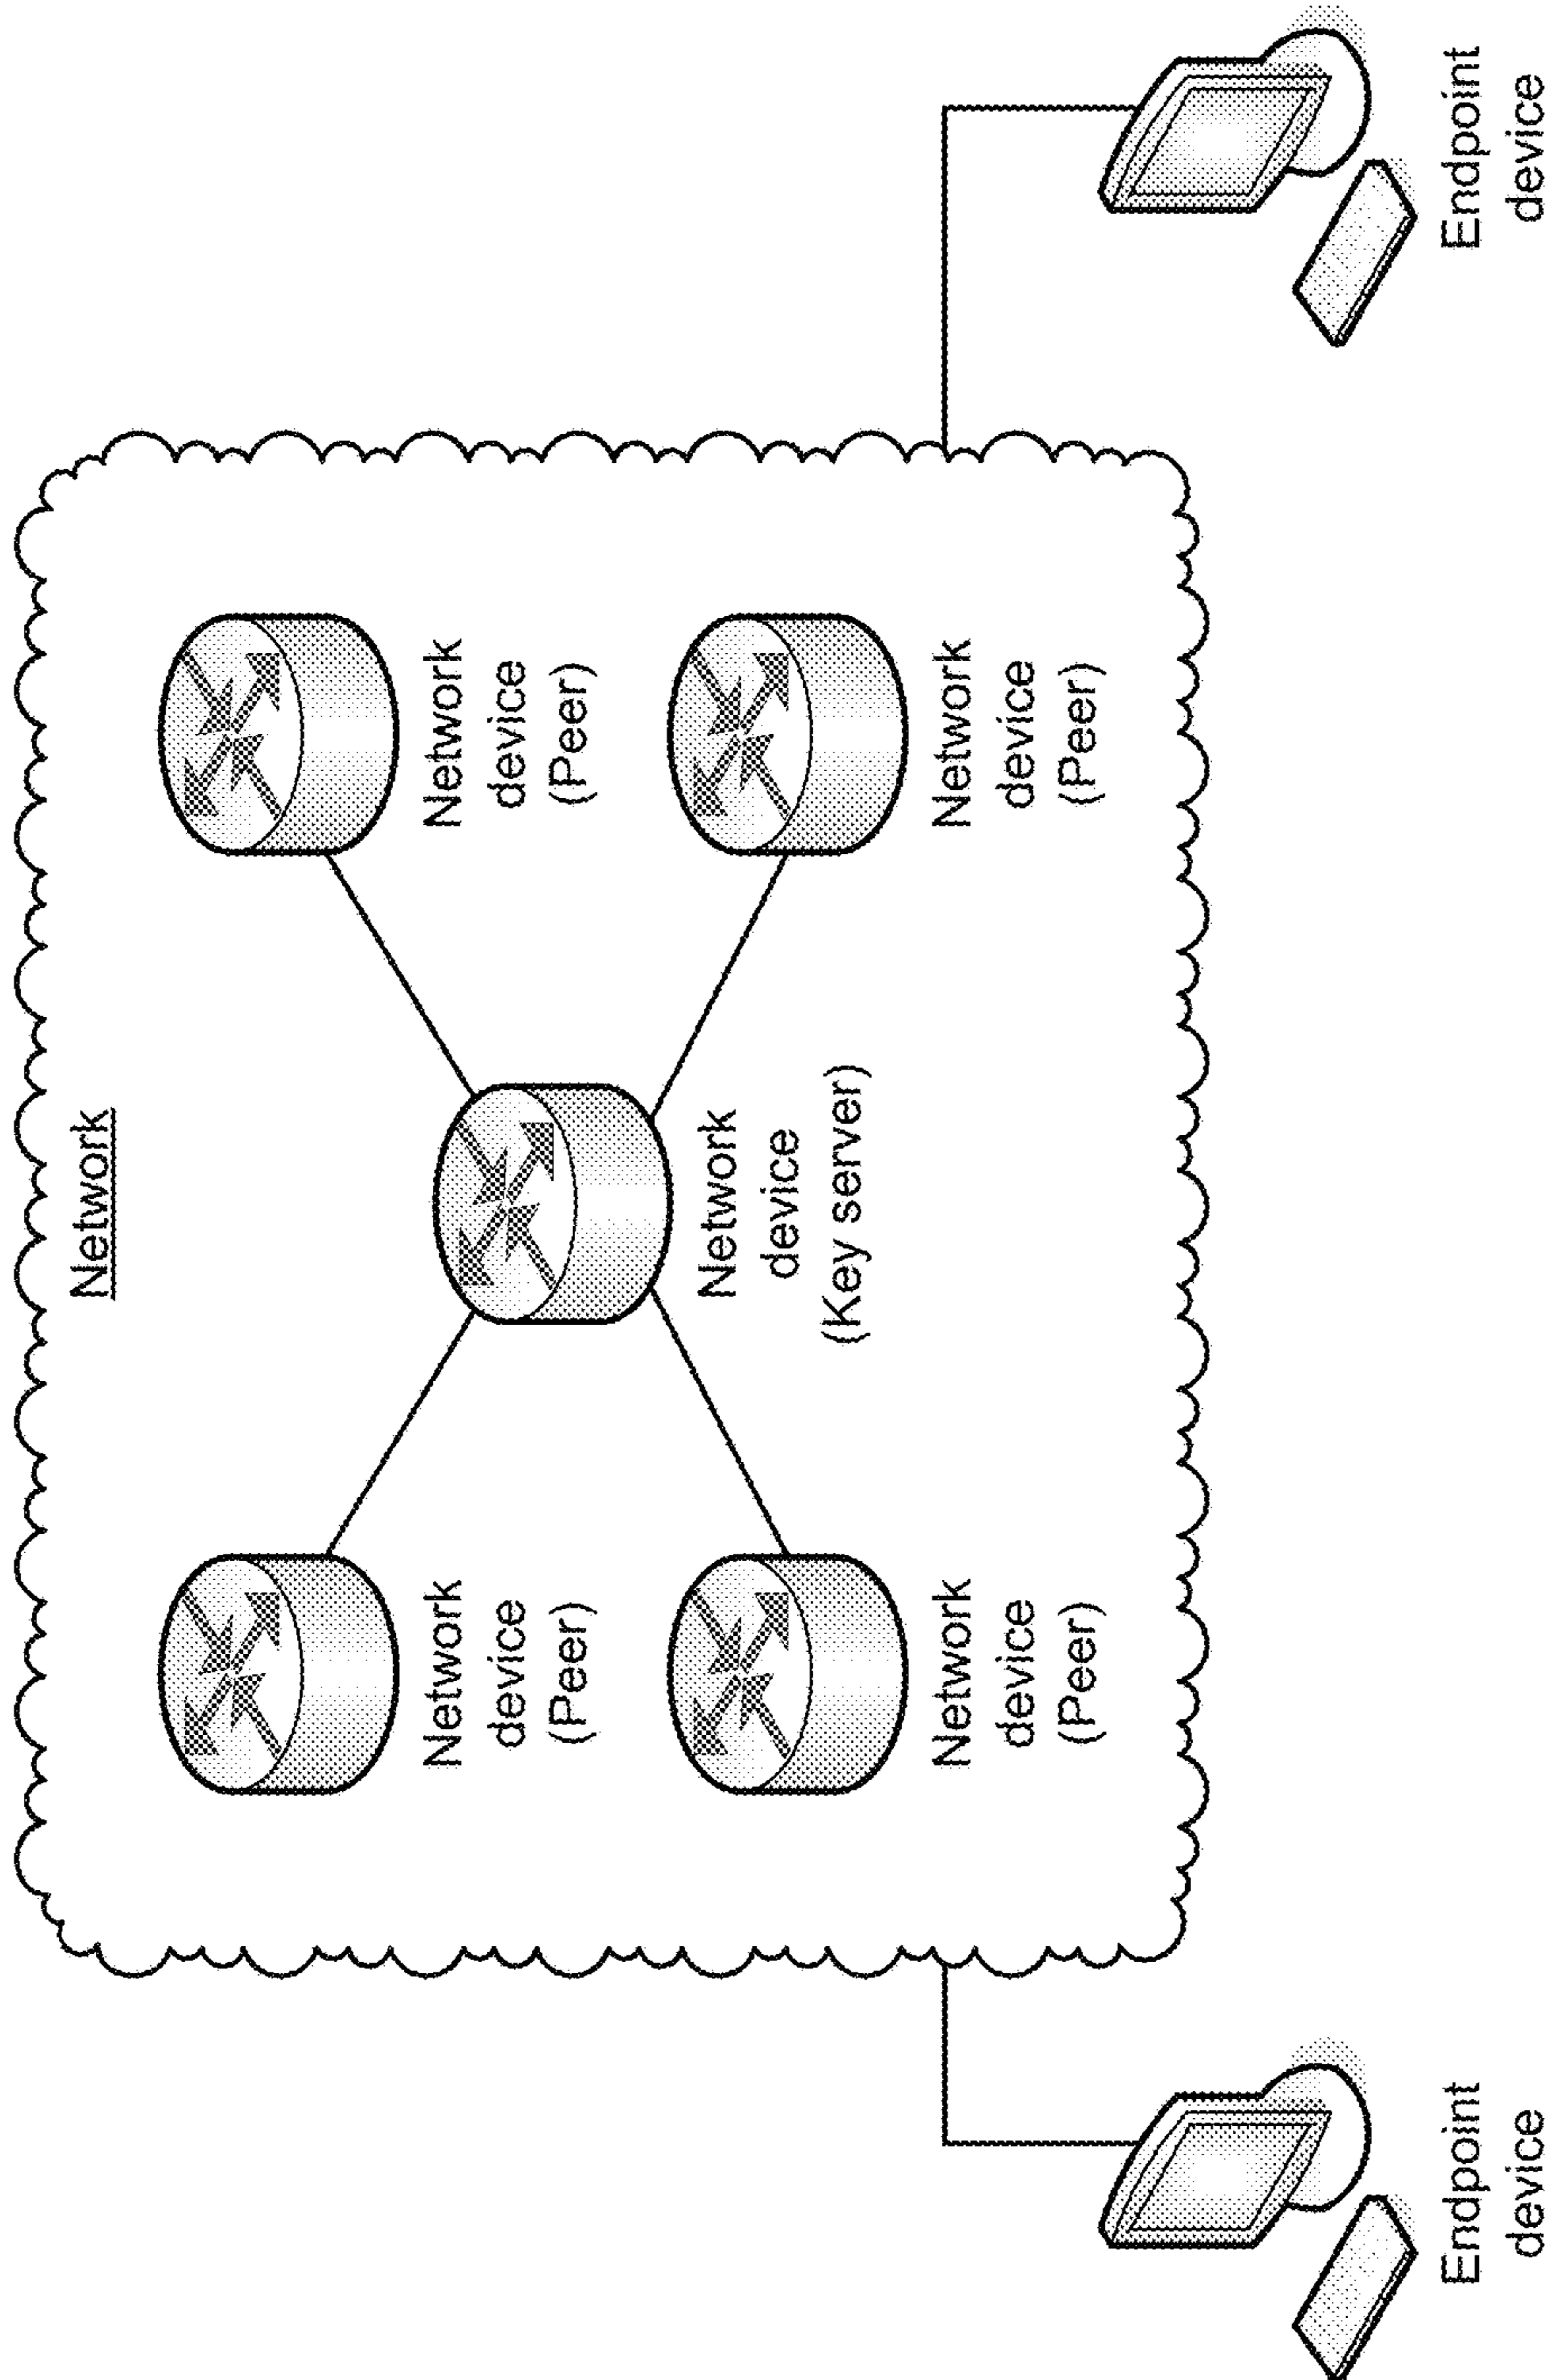 Network
Network
device
(Peer)
Network
device
(Peer)
Network
device
(Key server)
Network
device
(Peer)
Network
device
(Peer)
Endpoint
device
Endpoint
device